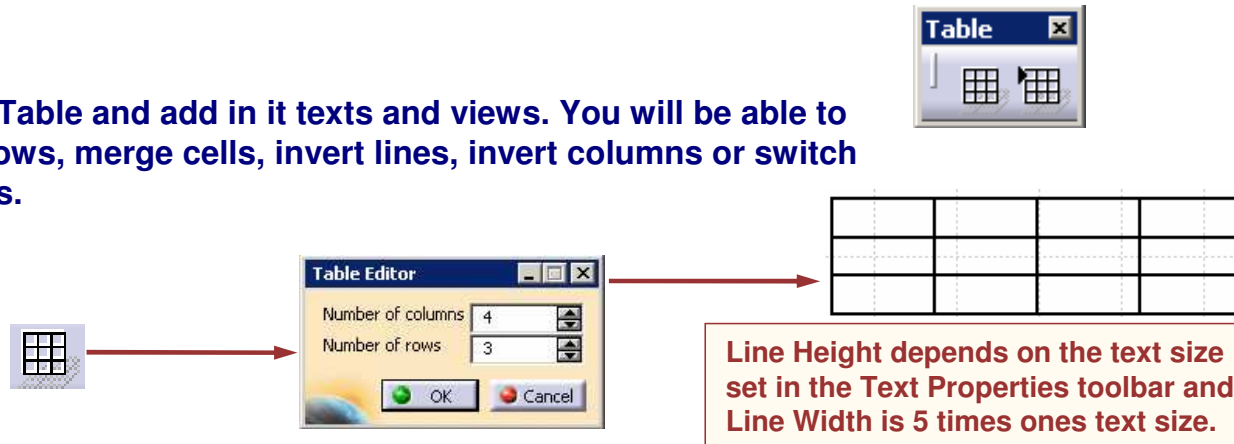 Table
Table and add in it texts and views. You will be able to
ows, merge cells, invert lines, invert columns or switch
s.
Table Editor
Number of columns 4
Number of rows 3
OK Cancel
Line Height depends on the text size
set in the Text Properties toolbar and
Line Width is 5 times ones text size.